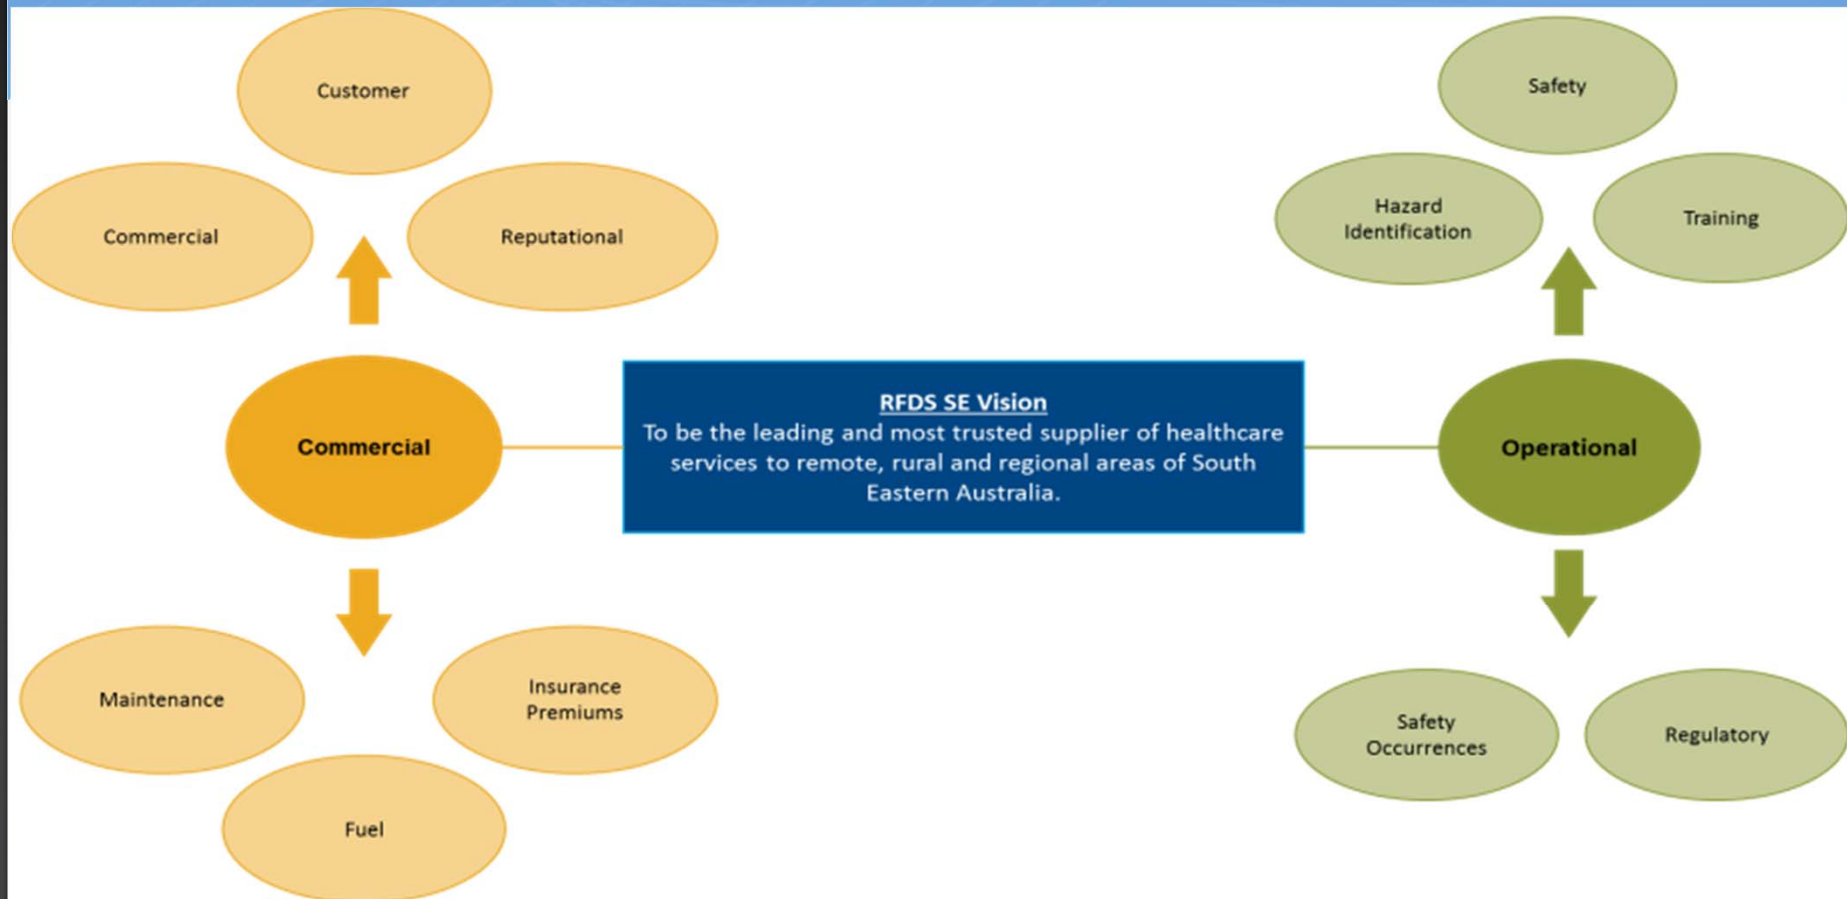 Customer
Safety
Commercial
Reputational
Hazard
Identification
Training
Commercial
RFDS SE Vision
To be the leading and most trusted supplier of healthcare
services to remote, rural and regional areas of South
Eastern Australia.
Operational
Maintenance
Insurance
Premiums
Fuel
Safety
Occurrences
Regulatory